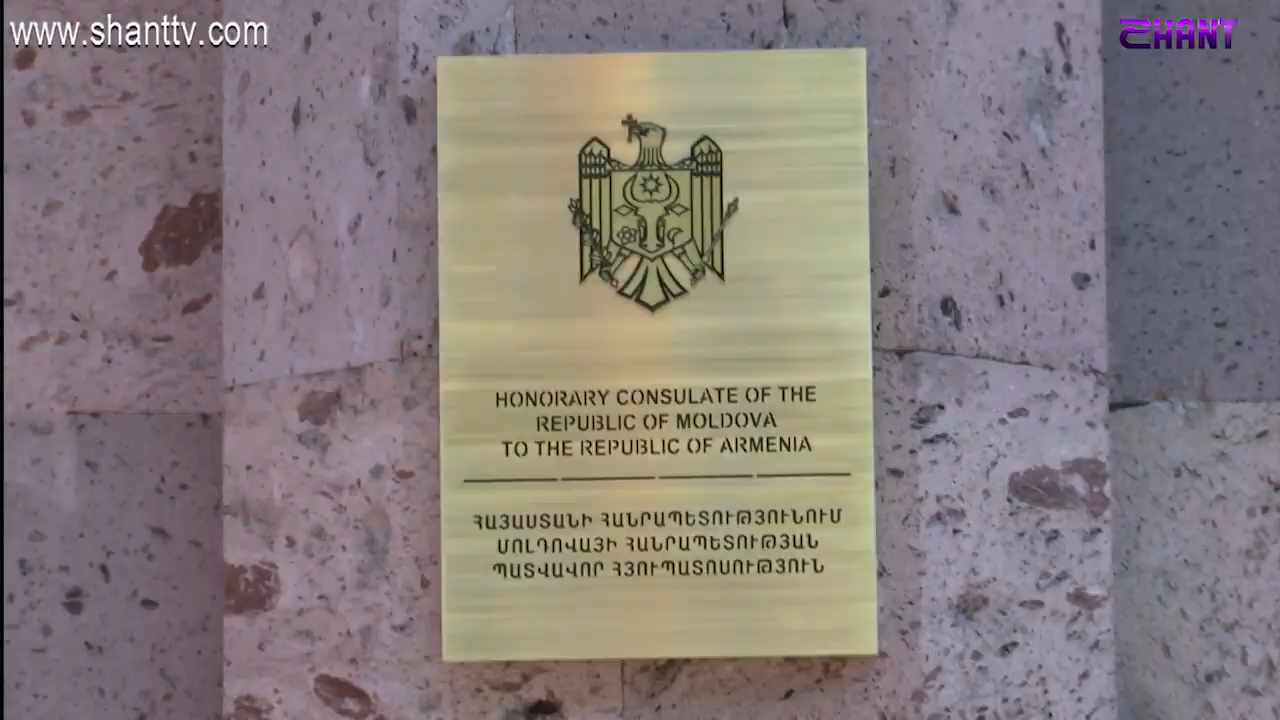 www.shanttv.com
SHANT
HONORARY CONSULATE OF THE
REPUBLIC OF MOLDOVA
TO THE REPUBLIC OF ARMENIA
ՀԱՅԱՍՏԱՆԻ ՀԱՆՐԱՊԵՏՈՒԹՅՈՒՆՈՒՄ
ՄՈԼԴՈՎԱՅԻ ՀԱՆՐԱՊԵՏՈՒԹՅԱՆ
ՊԱՏՎԱՎՈՐ ՀՅՈՒՊԱՏՈՍՈՒԹՅՈՒՆ